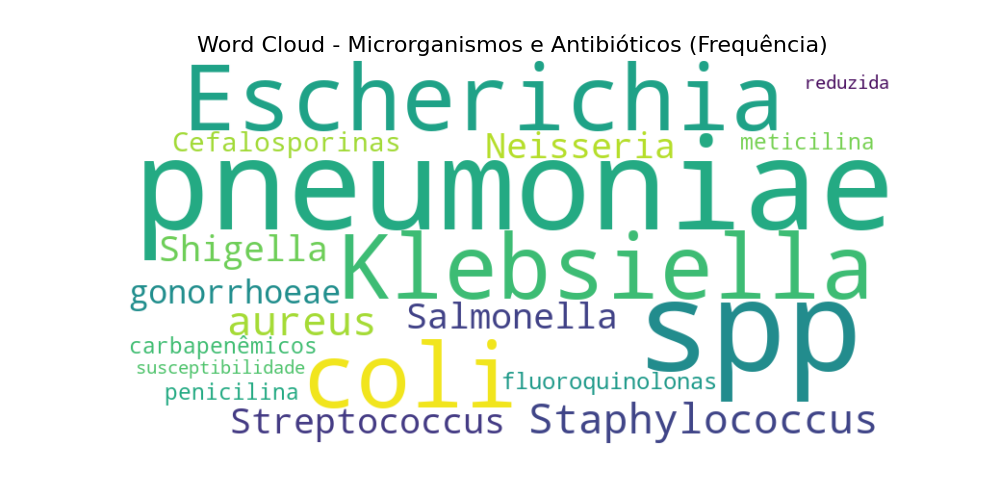 Word Cloud - Microrganismos e Antibióticos (Frequência)
Escherichia
reduzida
Cefalosporinas
Neisseria
meticilina
pneumoniae
Shigella
Klebsiella
gonorrhoeae
aureus
Salmonella
spp
carbapenêmicos
susceptibilidade
coli
fluoroquinolonas
penicilina
Streptococcus
Staphylococcus